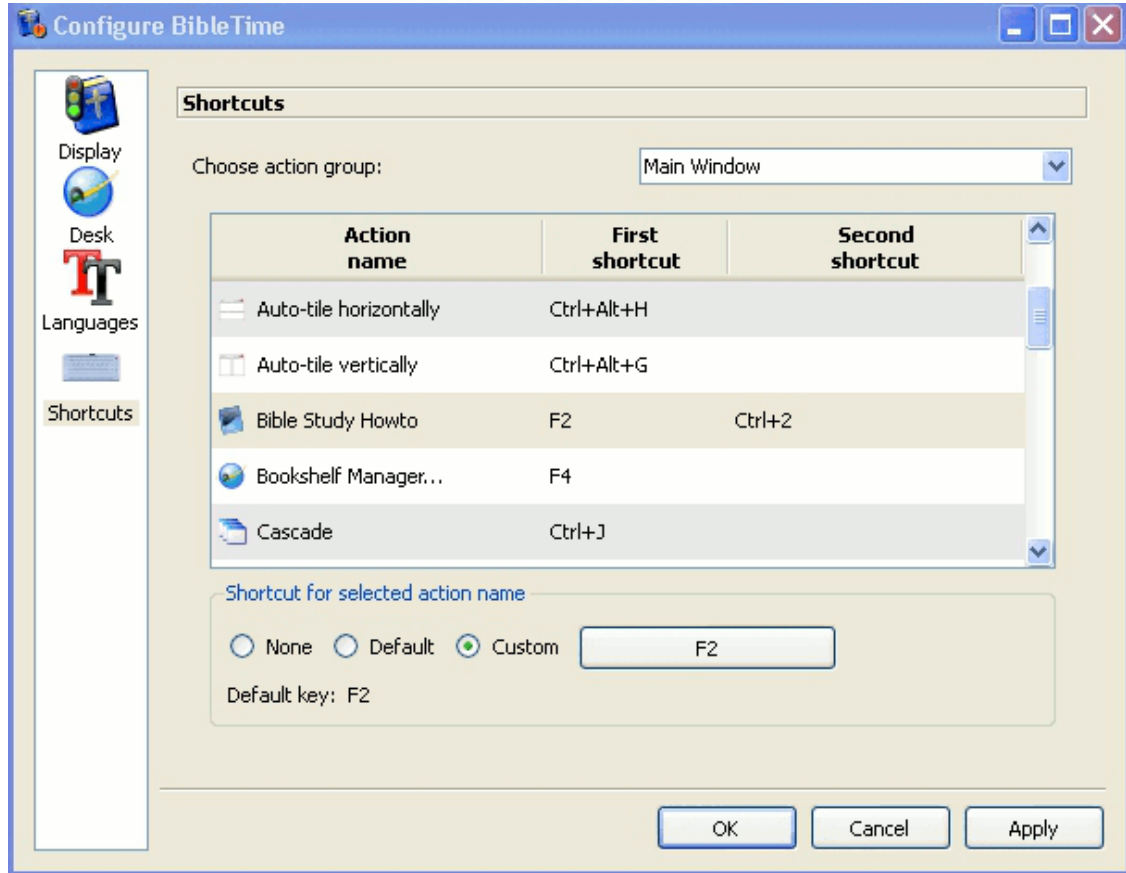 Configure BibleTime
Display
Desk
Languages
Shortcuts
Shortcuts
Choose action group: Main Window
Action name First shortcut Second shortcut
Auto-tile horizontally Ctrl+Alt+H
Auto-tile vertically Ctrl+Alt+G
Bible Study Howto F2 Ctrl+2
Bookshelf Manager... F4
Cascade Ctrl+J
Shortcut for selected action name
None Default Custom F2
Default key: F2
OK Cancel Apply